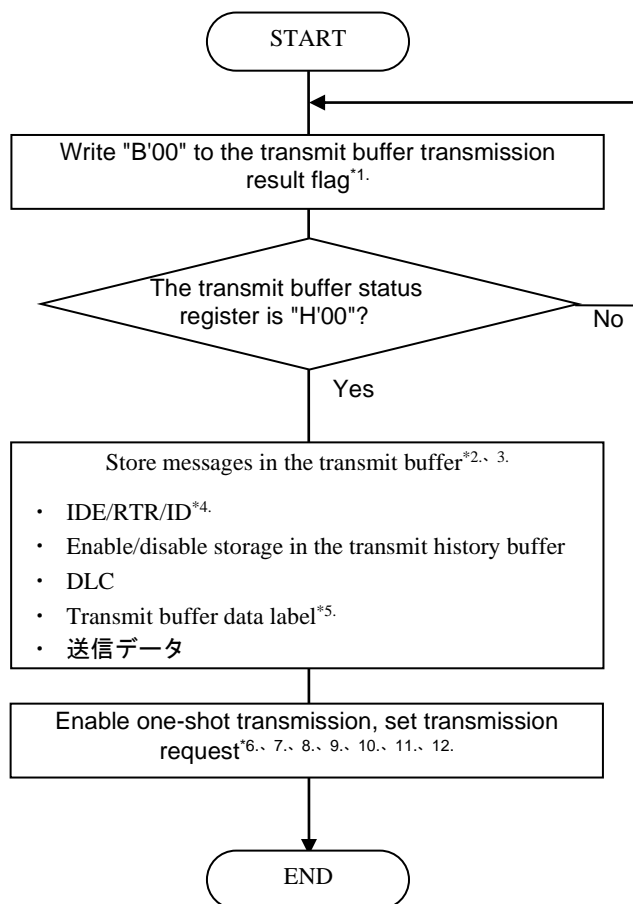 START
Write "B'00" to the transmit buffer transmission
result flag*1.
The transmit buffer status
register is "H'00"?
No
Yes
Store messages in the transmit buffer*2.、3.
・ IDE/RTR/ID*4.
・ Enable/disable storage in the transmit history buffer
・ DLC
・ Transmit buffer data label*5.
・ 送信データ
Enable one-shot transmission, set transmission
request*6.、7.、8.、9.、10.、11.、12.
END